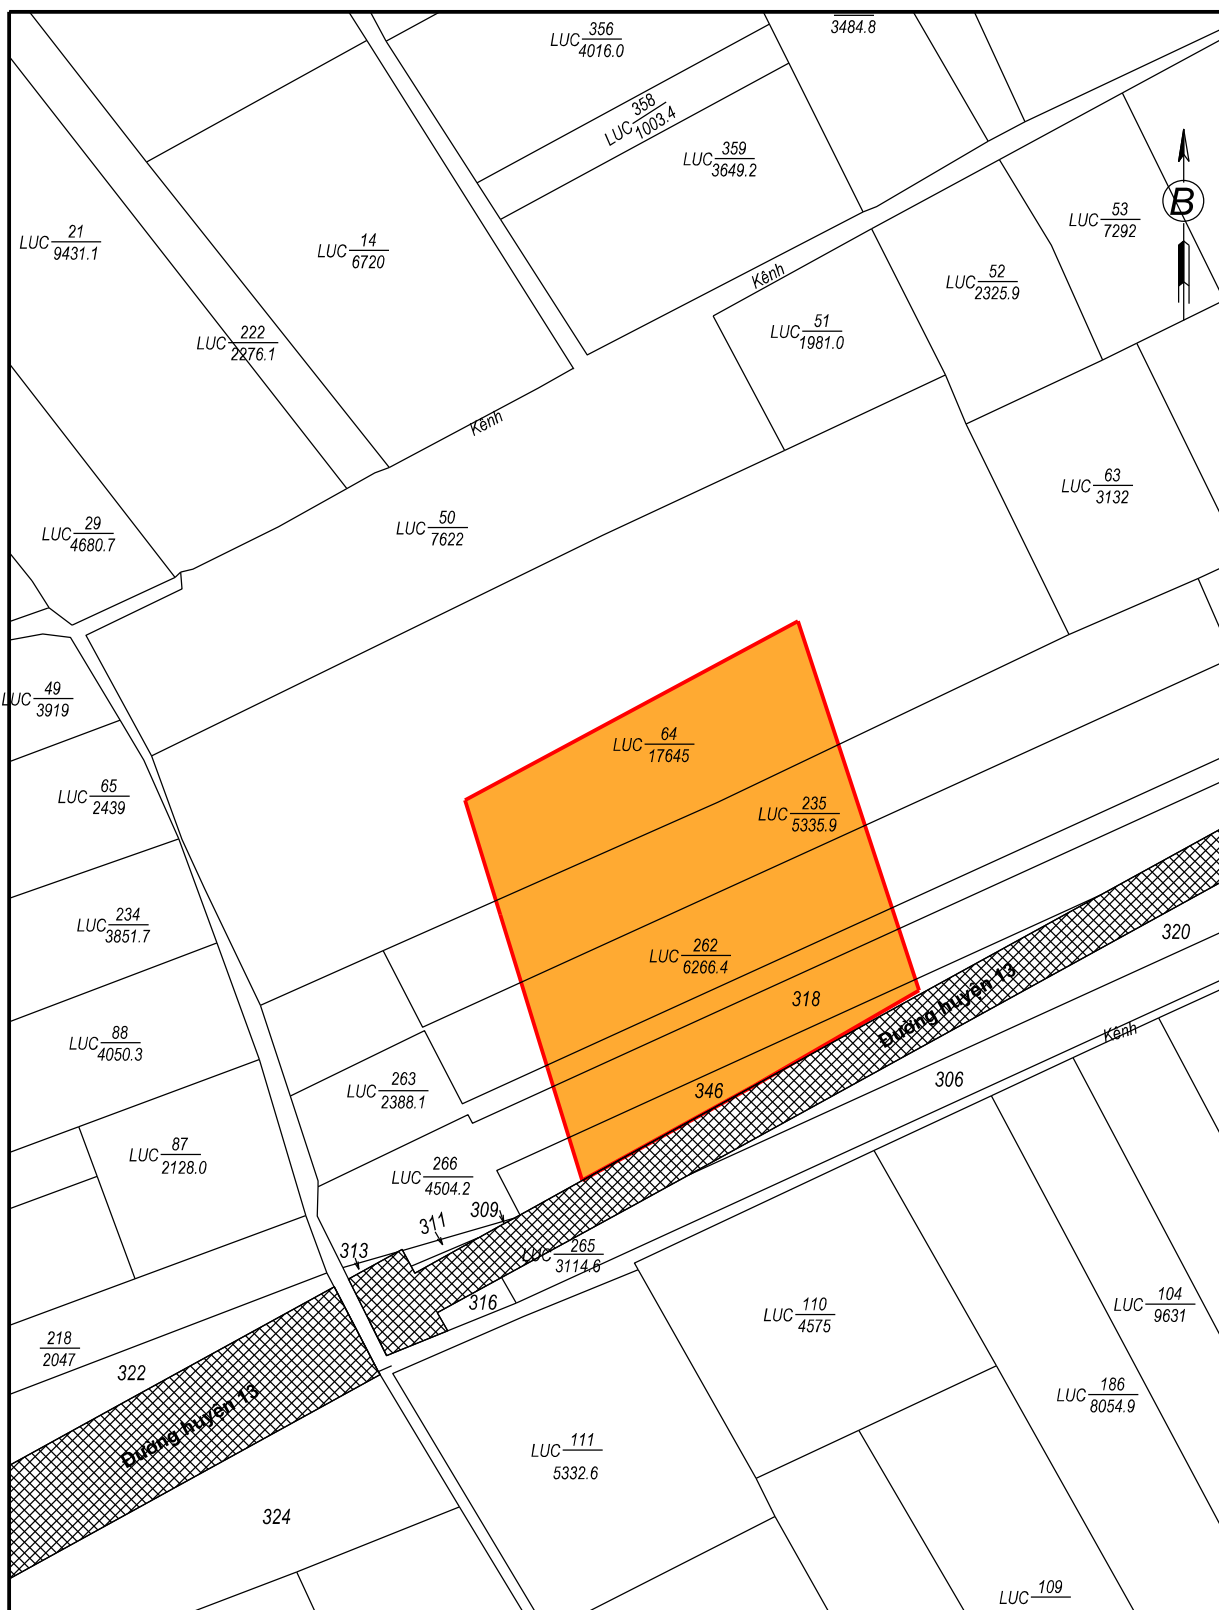 LUC 356
4016.0
3484.8
LUC 358
1003.4
LUC 359
3649.2
B
LUC 53
7292
LUC 21
9431.1
LUC 14
6720
Kênh
LUC 52
2325.9
LUC 222
2276.1
LUC 51
1981.0
Kênh
LUC 63
3132
LUC 50
7622
LUC 29
4680.7
LUC 49
3919
LUC 64
17645
LUC 65
2439
LUC 235
5335.9
LUC 234
3851.7
LUC 262
6266.4
320
318
Đường huyện 13
LUC 88
4050.3
Kênh
306
LUC 263
2388.1
346
LUC 87
2128.0
LUC 266
4504.2
309
311
313
LUC 265
3114.6
316
LUC 110
4575
LUC 104
9631
218
2047
322
LUC 186
8054.9
Đường huyện 13
LUC 111
5332.6
324
LUC 109